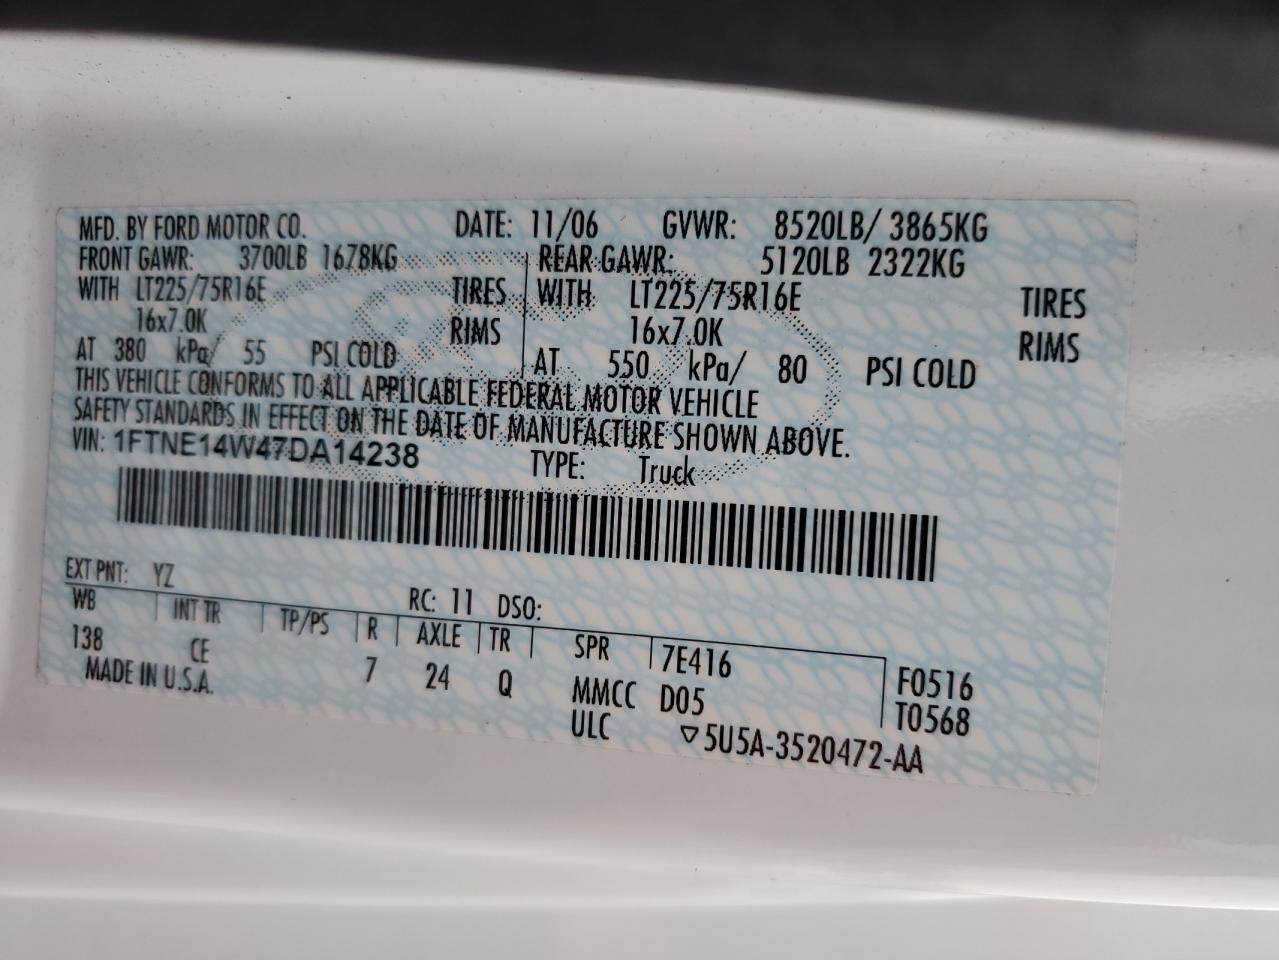 MFD. BY FORD MOTOR CO. DATE: 11/06 GVWR: 8520LB/ 3865KG
FRONT GAWR: 3700LB 1678KG REAR GAWR: 5120LB 2322KG
WITH LT225/75R16E TIRES WITH LT225/75R16E TIRES
16x7.0K RIMS 16x7.0K RIMS
AT 380 kPa/ 55 PSI COLD AT 550 kPa/ 80 PSI COLD
THIS VEHICLE CONFORMS TO ALL APPLICABLE FEDERAL MOTOR VEHICLE
SAFETY STANDARDS IN EFFECT ON THE DATE OF MANUFACTURE SHOWN ABOVE.
VIN: 1FTNE14W47DA14238 TYPE: Truck
EXT PNT: YZ RC: 11 DSO:
WB INT TR TP/PS R AXLE TR SPR 7E416 F0516
138 CE 7 24 Q MMCC D05 T0568
MADE IN U.S.A. ULC ▽5U5A-3520472-AA